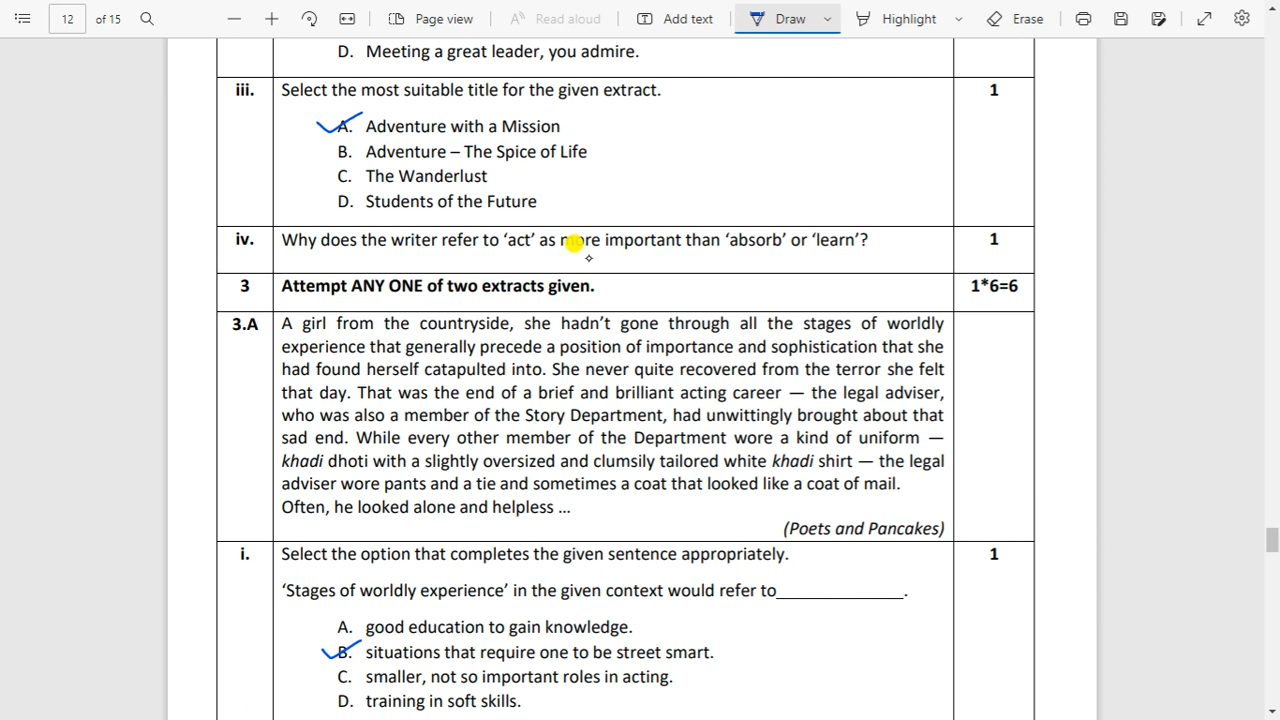 12 of 15 Page view Read aloud Add text Draw Highlight Erase
D. Meeting a great leader, you admire.
iii. Select the most suitable title for the given extract. 1
A. Adventure with a Mission
B. Adventure – The Spice of Life
C. The Wanderlust
D. Students of the Future
iv. Why does the writer refer to ‘act’ as more important than ‘absorb’ or ‘learn’? 1
3 Attempt ANY ONE of two extracts given. 1*6=6
3.A A girl from the countryside, she hadn’t gone through all the stages of worldly
experience that generally precede a position of importance and sophistication that she
had found herself catapulted into. She never quite recovered from the terror she felt
that day. That was the end of a brief and brilliant acting career — the legal adviser,
who was also a member of the Story Department, had unwittingly brought about that
sad end. While every other member of the Department wore a kind of uniform —
khadi dhoti with a slightly oversized and clumsily tailored white khadi shirt — the legal
adviser wore pants and a tie and sometimes a coat that looked like a coat of mail.
Often, he looked alone and helpless ...
(Poets and Pancakes)
i. Select the option that completes the given sentence appropriately. 1
‘Stages of worldly experience’ in the given context would refer to_______________.
A. good education to gain knowledge.
B. situations that require one to be street smart.
C. smaller, not so important roles in acting.
D. training in soft skills.